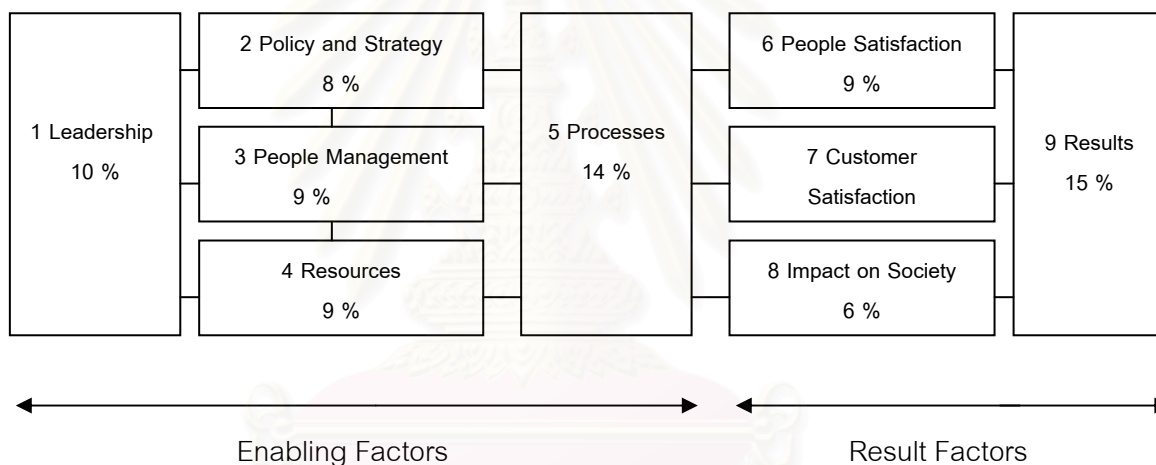 1 Leadership
10 %
2 Policy and Strategy
8 %
3 People Management
9 %
4 Resources
9 %
5 Processes
14 %
6 People Satisfaction
9 %
7 Customer
Satisfaction
8 Impact on Society
6 %
9 Results
15 %
Enabling Factors
Result Factors